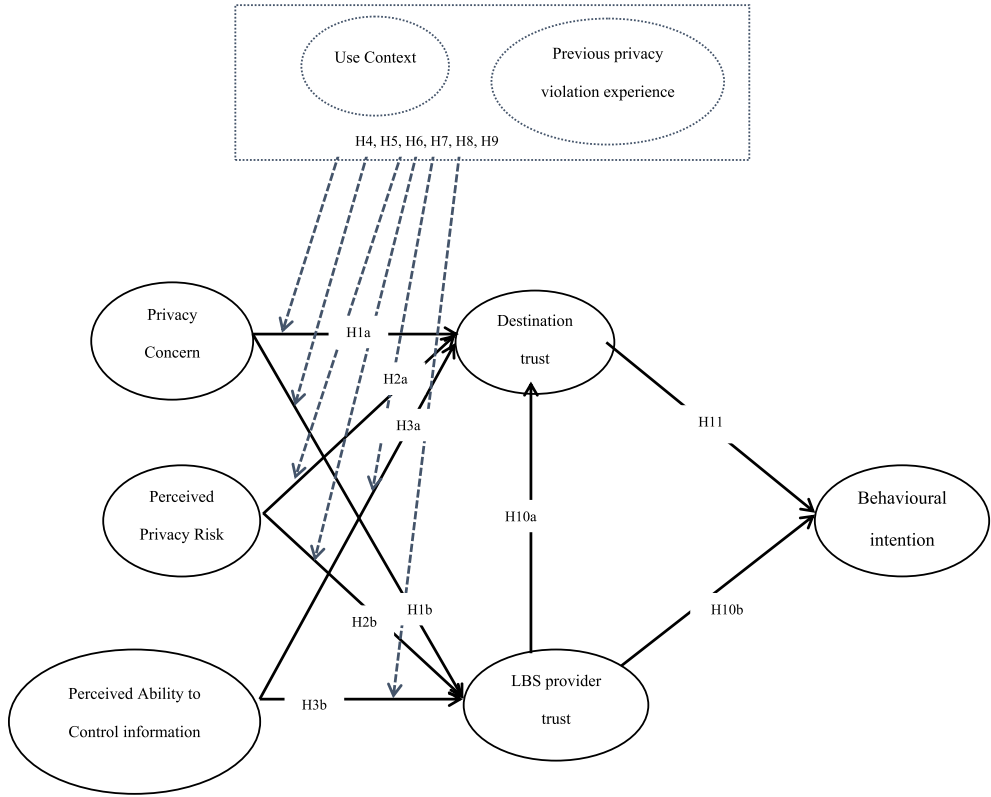 Use Context
Previous privacy
violation experience
H4, H5, H6, H7, H8, H9
Privacy
Concern
H1a
Destination
trust
H2a
H3a
H11
Perceived
Privacy Risk
H10a
Behavioural
intention
H1b
H2b
H10b
Perceived Ability to
Control information
H3b
LBS provider
trust